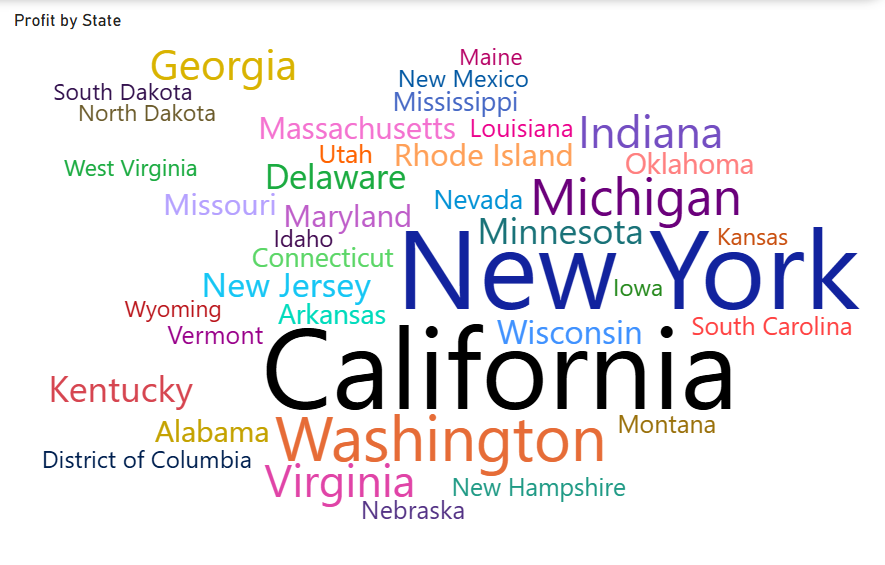 Profit by State
Maine
Georgia
New Mexico
South Dakota
Mississippi
North Dakota
Massachusetts
Louisiana
Indiana
Utah
Rhode Island
Oklahoma
West Virginia
Delaware
Nevada
Michigan
Missouri
Maryland
Minnesota
Idaho
Kansas
Connecticut
New York
New Jersey
Iowa
Wyoming
Arkansas
Vermont
Wisconsin
South Carolina
California
Kentucky
Alabama
Washington
Montana
District of Columbia
Virginia
New Hampshire
Nebraska